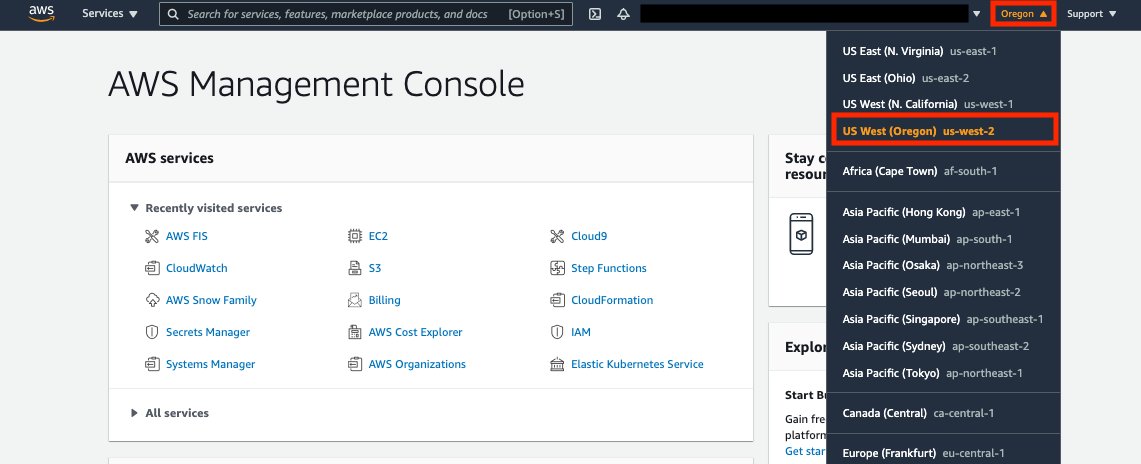 aws Services Search for services, features, marketplace products, and docs [Option+S] Oregon Support
AWS Management Console
AWS services
Recently visited services
AWS FIS EC2 Cloud9
CloudWatch S3 Step Functions
AWS Snow Family Billing CloudFormation
Secrets Manager AWS Cost Explorer IAM
Systems Manager AWS Organizations Elastic Kubernetes Service
All services
Stay
Explor
Start
Gain fre
platform
Get star
US East (N. Virginia) us-east-1
US East (Ohio) us-east-2
US West (N. California) us-west-1
US West (Oregon) us-west-2
Africa (Cape Town) af-south-1
Asia Pacific (Hong Kong) ap-east-1
Asia Pacific (Mumbai) ap-south-1
Asia Pacific (Osaka) ap-northeast-3
Asia Pacific (Seoul) ap-northeast-2
Asia Pacific (Singapore) ap-southeast-1
Asia Pacific (Sydney) ap-southeast-2
Asia Pacific (Tokyo) ap-northeast-1
Canada (Central) ca-central-1
Europe (Frankfurt) eu-central-1